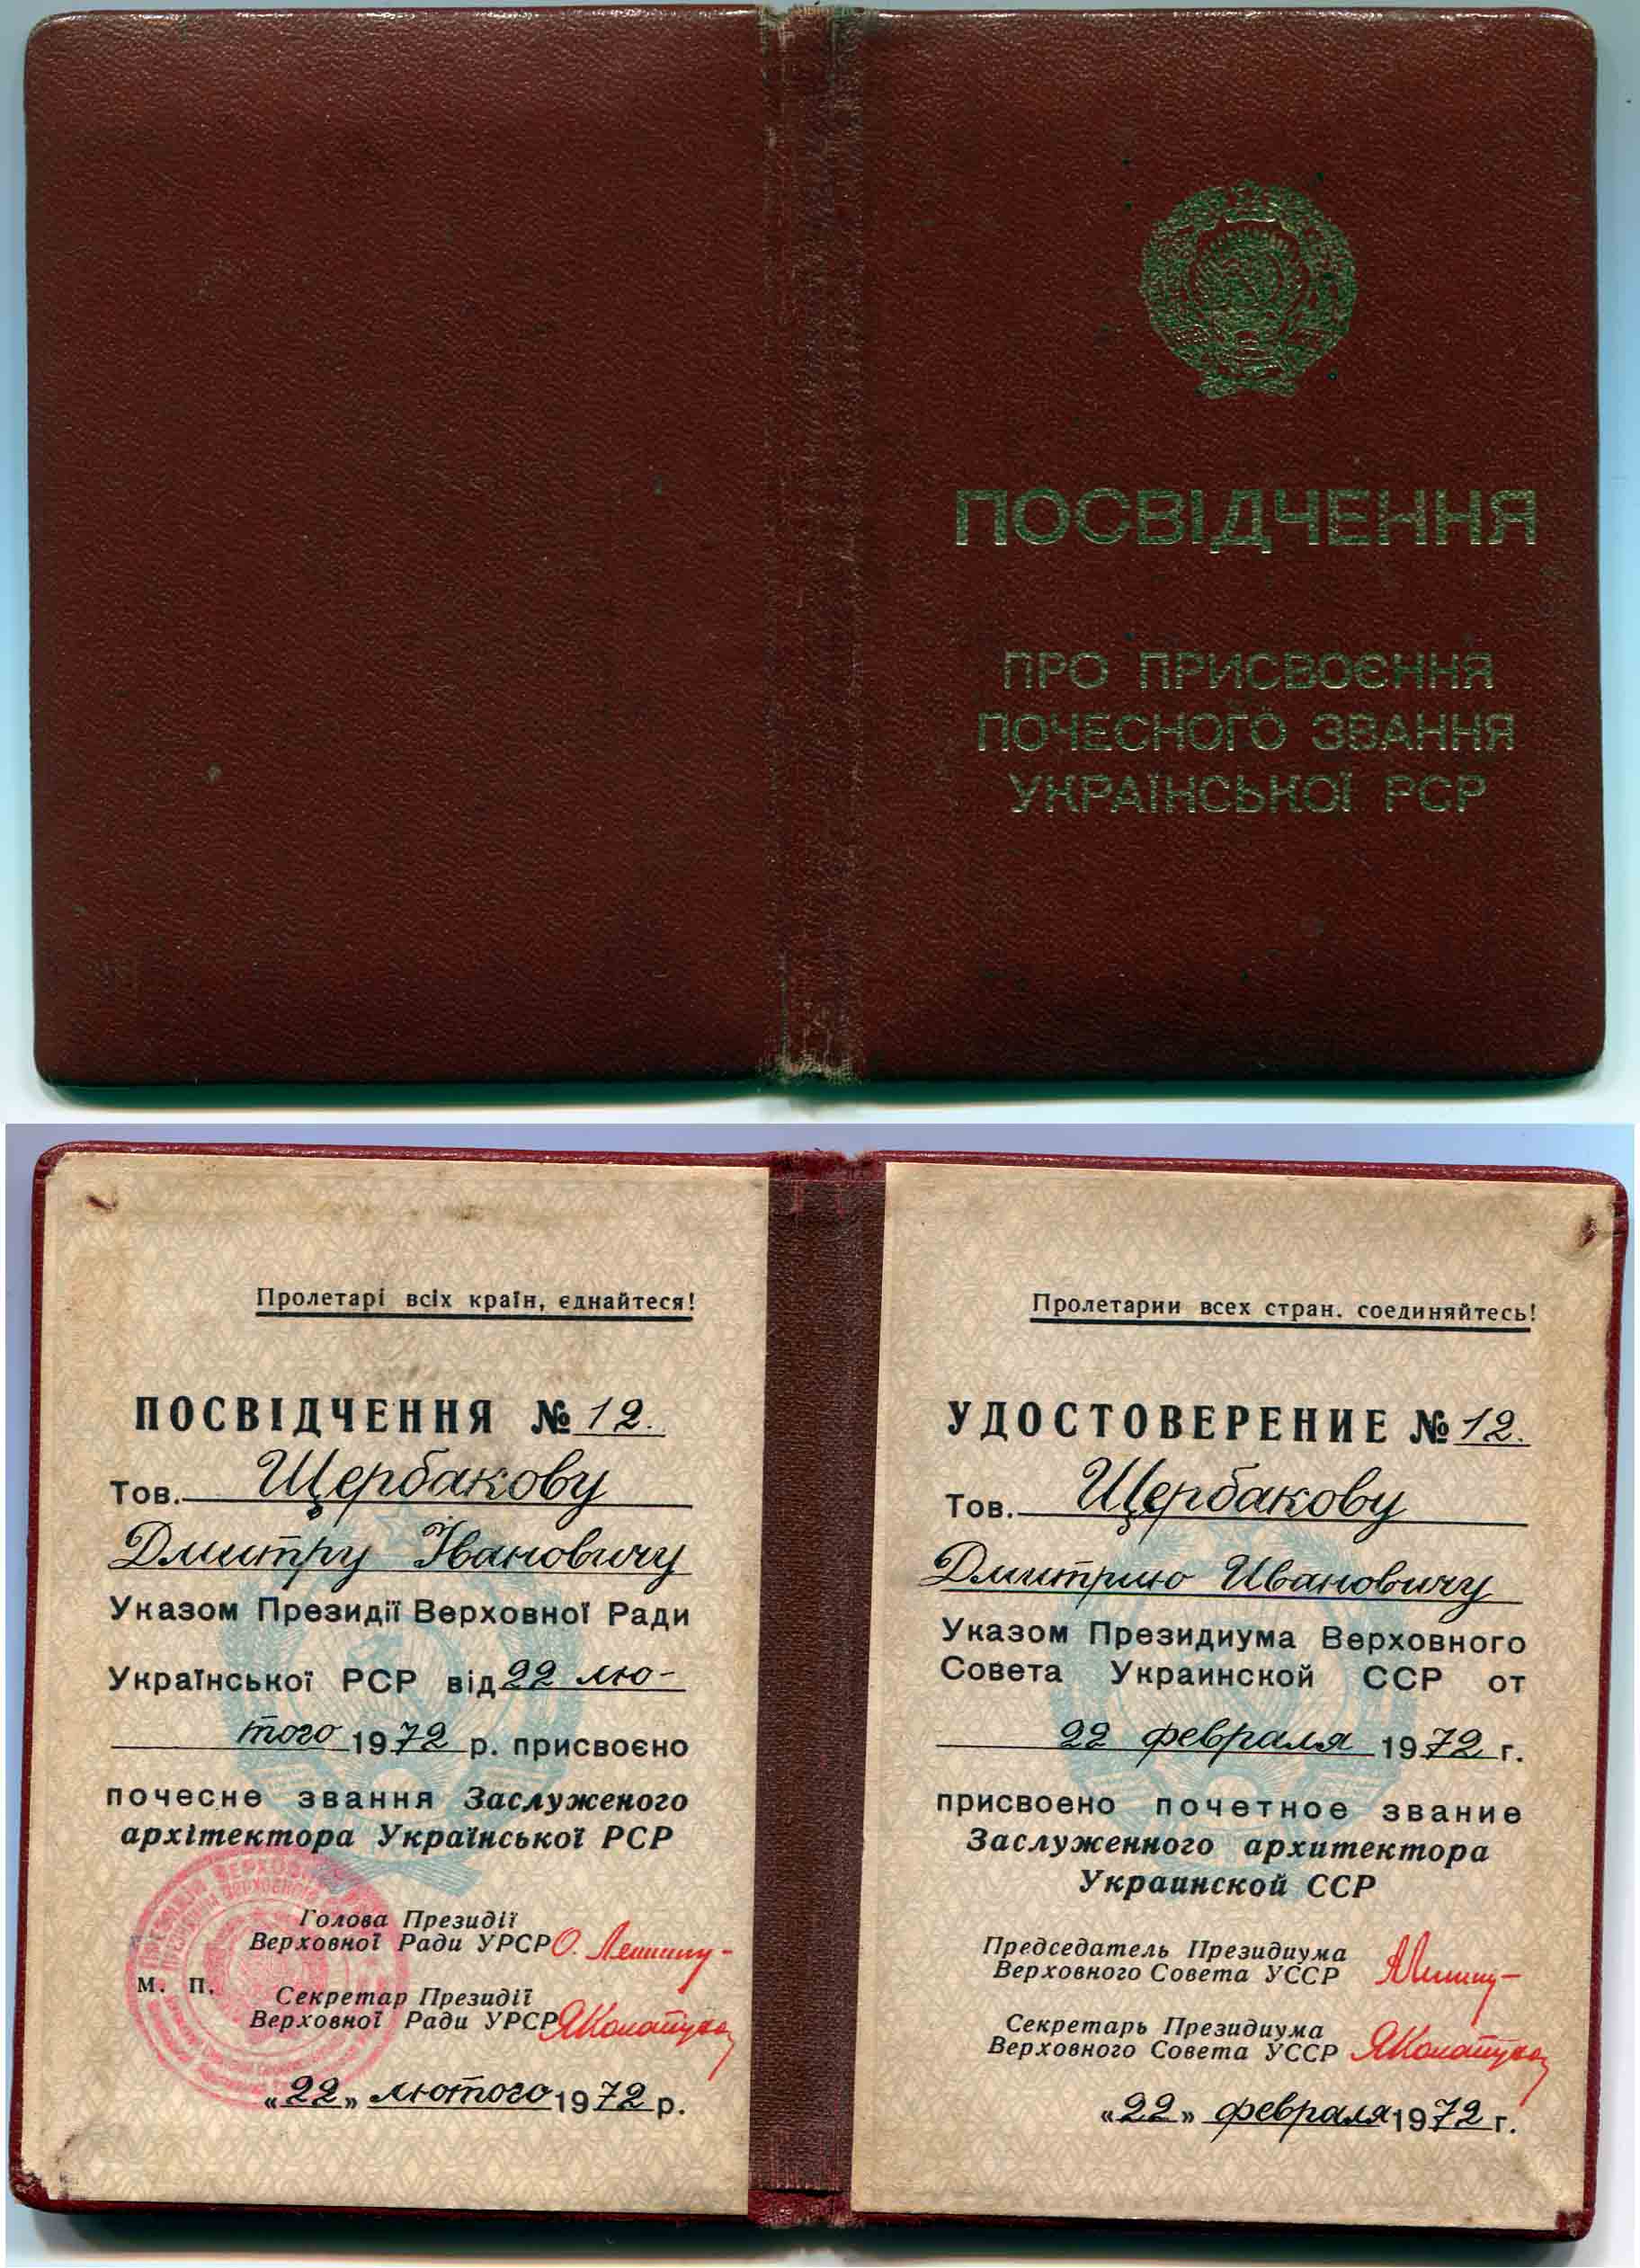 ПОСВІДЧЕННЯ
ПРО ПРИСВОЄННЯ
ПОЧЕСНОГО ЗВАННЯ
УКРАЇНСЬКОЇ РСР
Пролетарі всіх країн, єднайтеся!
ПОСВІДЧЕННЯ № 12.
Тов. Щербакову
Дмитру Івановичу
Указом Президії Верховної Ради
Української РСР від 22 лю-
того 1972 р. присвоєно
почесне звання Заслуженого
архітектора Української РСР
Голова Президії
Верховної Ради УРСР
М. П.
Секретар Президії
Верховної Ради УРСР
«22» лютого 1972 р.
Пролетарии всех стран. соединяйтесь!
УДОСТОВЕРЕНИЕ № 12.
Тов. Щербакову
Дмитрию Ивановичу
Указом Президиума Верховного
Совета Украинской ССР от
22 февраля 1972 г.
присвоено почетное звание
Заслуженного архитектора
Украинской ССР
Председатель Президиума
Верховного Совета УССР
Секретарь Президиума
Верховного Совета УССР
«22» февраля 1972 г.